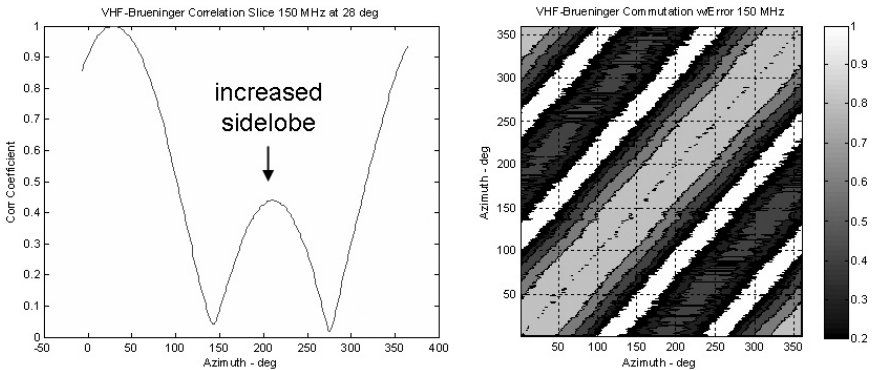 VHF-Brueninger Correlation Slice 150 MHz at 28 deg
1
0.9
0.8
0.7
0.6
0.5
0.4
0.3
0.2
0.1
0
Corr Coefficient
increased
sidelobe
-50 0 50 100 150 200 250 300 350 400
Azimuth - deg
VHF-Brueninger Commutation w/Error 150 MHz
350
300
250
200
150
100
50
Azimuth - deg
50 100 150 200 250 300 350
Azimuth - deg
1
0.9
0.8
0.7
0.6
0.5
0.4
0.3
0.2